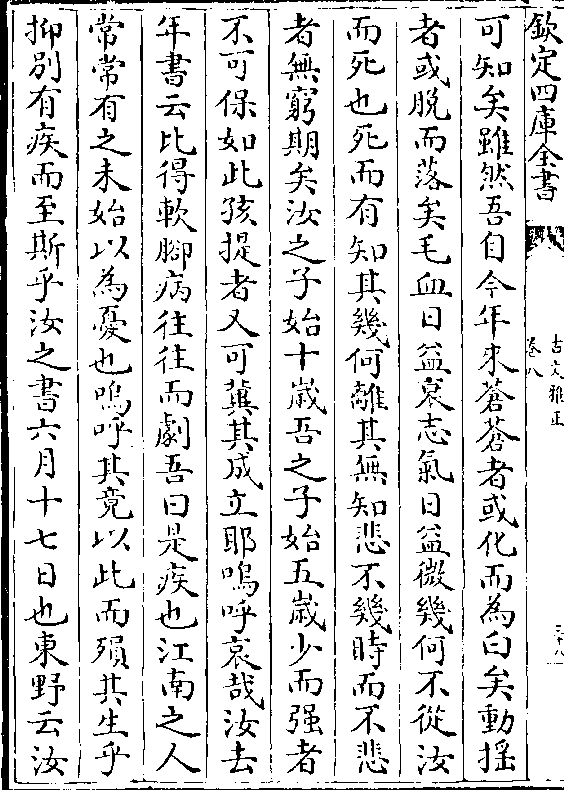 欽定四庫全書
古文雅正
卷八
三十八
可知矣雖然吾自今年來蒼蒼者或化而為白矣動揺
者或脫而落矣毛血日益衰志氣日益微幾何不從汝
而死也死而有知其幾何離其無知悲不幾時而不悲
者無窮期矣汝之子始十歲吾之子始五歲少而强者
不可保如此孩提者又可冀其成立耶嗚呼哀哉汝去
年書云比得軟腳病往往而劇吾曰是疾也江南之人
常常有之未始以為憂也嗚呼其竟以此而殞其生乎
抑別有疾而至斯乎汝之書六月十七日也東野云汝